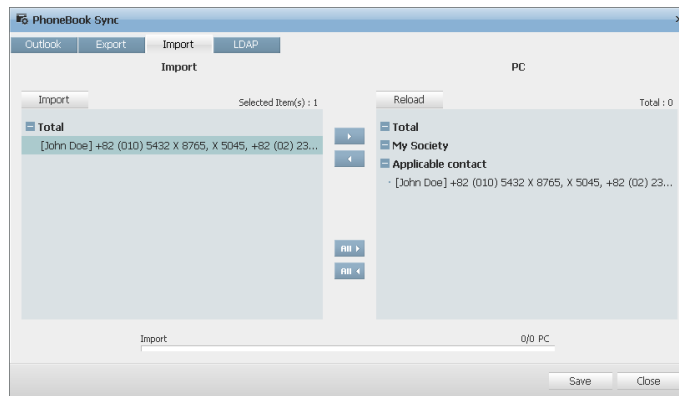 PhoneBook Sync
Outlook Export Import LDAP
Import PC
Import Selected Item(s) : 1 Reload Total : 0
Total
[John Doe] +82 (010) 5432 X 8765, X 5045, +82 (02) 23...
Total
My Society
Applicable contact
· [John Doe] +82 (010) 5432 X 8765, X 5045, +82 (02) 23...
All
All
Import 0/0 PC
Save Close